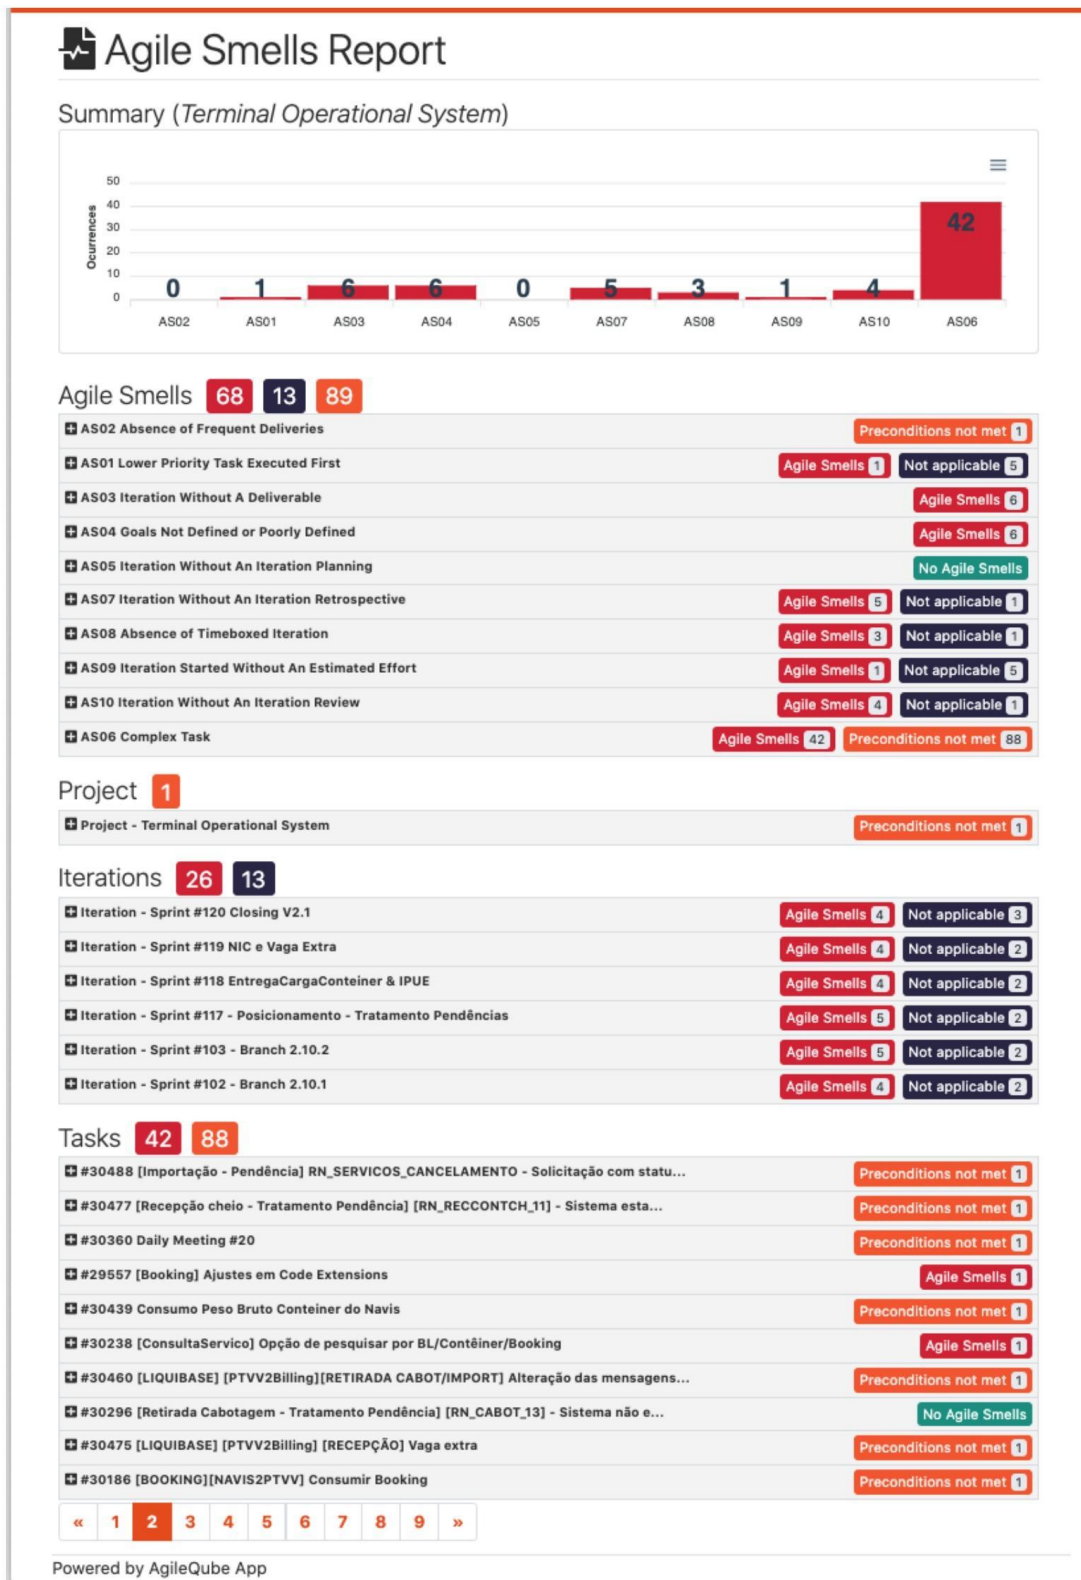 Agile Smells Report
Summary (Terminal Operational System)
50
40
30
20
10
0
Ocurrences
0 1 6 6 0 5 3 1 4 42
AS02 AS01 AS03 AS04 AS05 AS07 AS08 AS09 AS10 AS06
Agile Smells 68 13 89
AS02 Absence of Frequent Deliveries Preconditions not met 1
AS01 Lower Priority Task Executed First Agile Smells 1 Not applicable 5
AS03 Iteration Without A Deliverable Agile Smells 6
AS04 Goals Not Defined or Poorly Defined Agile Smells 6
AS05 Iteration Without An Iteration Planning No Agile Smells
AS07 Iteration Without An Iteration Retrospective Agile Smells 5 Not applicable 1
AS08 Absence of Timeboxed Iteration Agile Smells 3 Not applicable 1
AS09 Iteration Started Without An Estimated Effort Agile Smells 1 Not applicable 5
AS10 Iteration Without An Iteration Review Agile Smells 4 Not applicable 1
AS06 Complex Task Agile Smells 42 Preconditions not met 88
Project 1
Project - Terminal Operational System Preconditions not met 1
Iterations 26 13
Iteration - Sprint #120 Closing V2.1 Agile Smells 4 Not applicable 3
Iteration - Sprint #119 NIC e Vaga Extra Agile Smells 4 Not applicable 2
Iteration - Sprint #118 EntregaCargaConteiner & IPUE Agile Smells 4 Not applicable 2
Iteration - Sprint #117 - Posicionamento - Tratamento Pendências Agile Smells 5 Not applicable 2
Iteration - Sprint #103 - Branch 2.10.2 Agile Smells 5 Not applicable 2
Iteration - Sprint #102 - Branch 2.10.1 Agile Smells 4 Not applicable 2
Tasks 42 88
#30488 [Importação - Pendência] RN_SERVICOS_CANCELAMENTO - Solicitação com statu... Preconditions not met 1
#30477 [Recepção cheio - Tratamento Pendência] [RN_RECCONTCH_11] - Sistema esta... Preconditions not met 1
#30360 Daily Meeting #20 Preconditions not met 1
#29557 [Booking] Ajustes em Code Extensions Agile Smells 1
#30439 Consumo Peso Bruto Conteiner do Navis Preconditions not met 1
#30238 [ConsultaServico] Opção de pesquisar por BL/Contêiner/Booking Agile Smells 1
#30460 [LIQUIBASE] [PTVV2Billing][RETIRADA CABOT/IMPORT] Alteração das mensagens... Preconditions not met 1
#30296 [Retirada Cabotagem - Tratamento Pendência] [RN_CABOT_13] - Sistema não e... No Agile Smells
#30475 [LIQUIBASE] [PTVV2Billing] [RECEPÇÃO] Vaga extra Preconditions not met 1
#30186 [BOOKING][NAVIS2PTVV] Consumir Booking Preconditions not met 1
« 1 2 3 4 5 6 7 8 9 »
Powered by AgileQube App